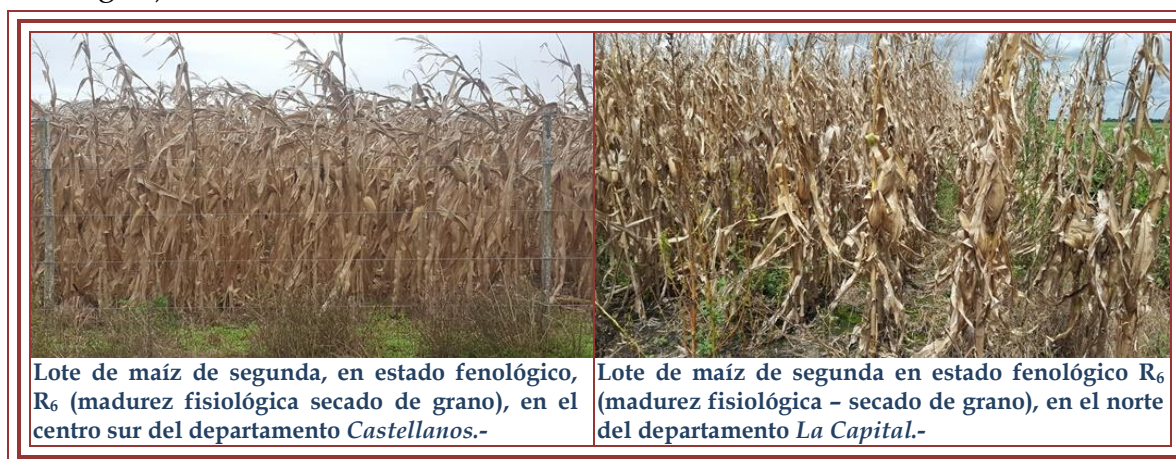 Lote de maíz de segunda, en estado fenológico,
R₆ (madurez fisiológica secado de grano), en el
centro sur del departamento Castellanos.-
Lote de maíz de segunda en estado fenológico R₆
(madurez fisiológica – secado de grano), en el norte
del departamento La Capital.-